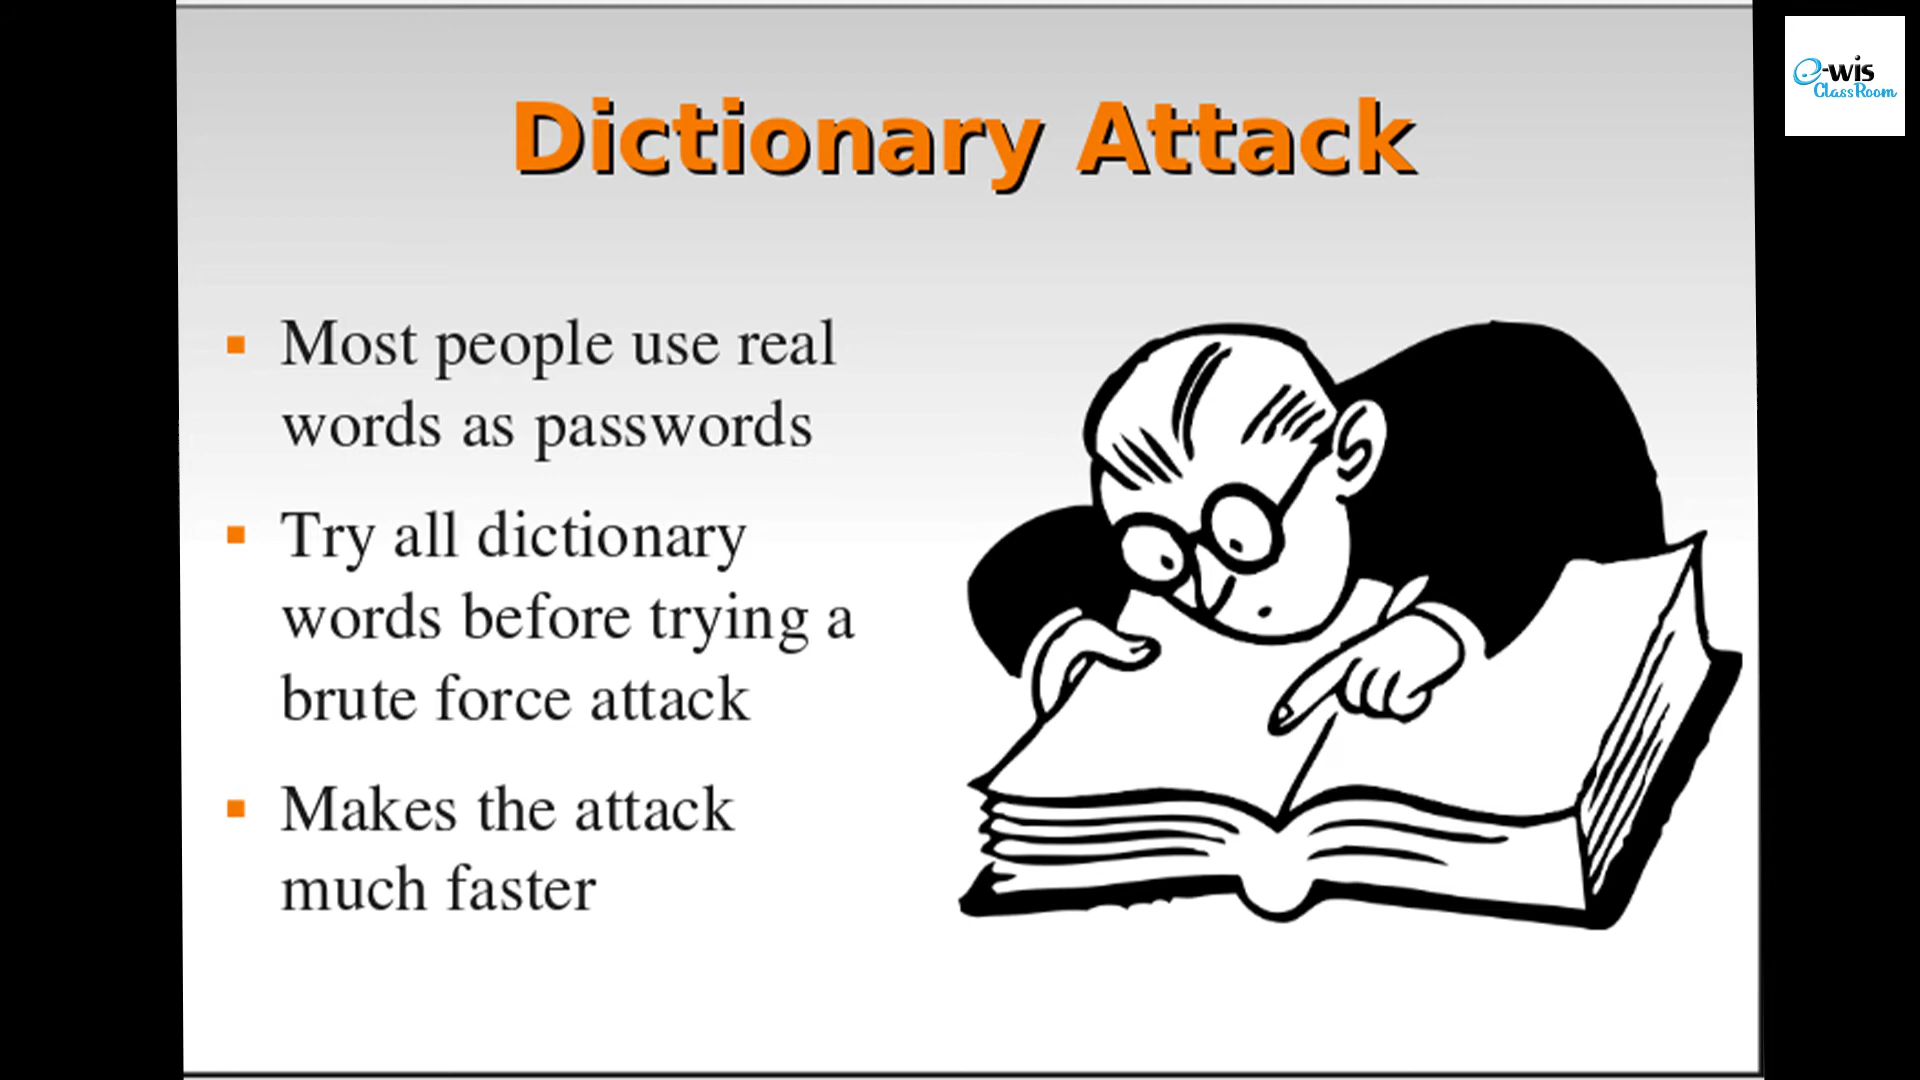 Dictionary Attack
e-wis
ClassRoom
Most people use real
words as passwords
Try all dictionary
words before trying a
brute force attack
Makes the attack
much faster